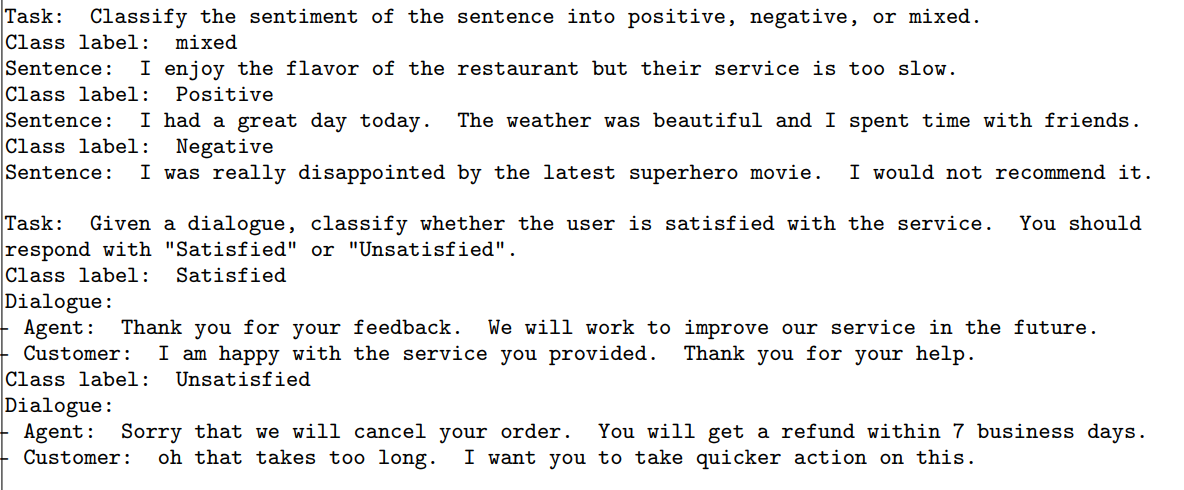 Task: Classify the sentiment of the sentence into positive, negative, or mixed.
Class label: mixed
Sentence: I enjoy the flavor of the restaurant but their service is too slow.
Class label: Positive
Sentence: I had a great day today. The weather was beautiful and I spent time with friends.
Class label: Negative
Sentence: I was really disappointed by the latest superhero movie. I would not recommend it.
Task: Given a dialogue, classify whether the user is satisfied with the service. You should
respond with "Satisfied" or "Unsatisfied".
Class label: Satisfied
Dialogue:
- Agent: Thank you for your feedback. We will work to improve our service in the future.
- Customer: I am happy with the service you provided. Thank you for your help.
Class label: Unsatisfied
Dialogue:
- Agent: Sorry that we will cancel your order. You will get a refund within 7 business days.
- Customer: oh that takes too long. I want you to take quicker action on this.